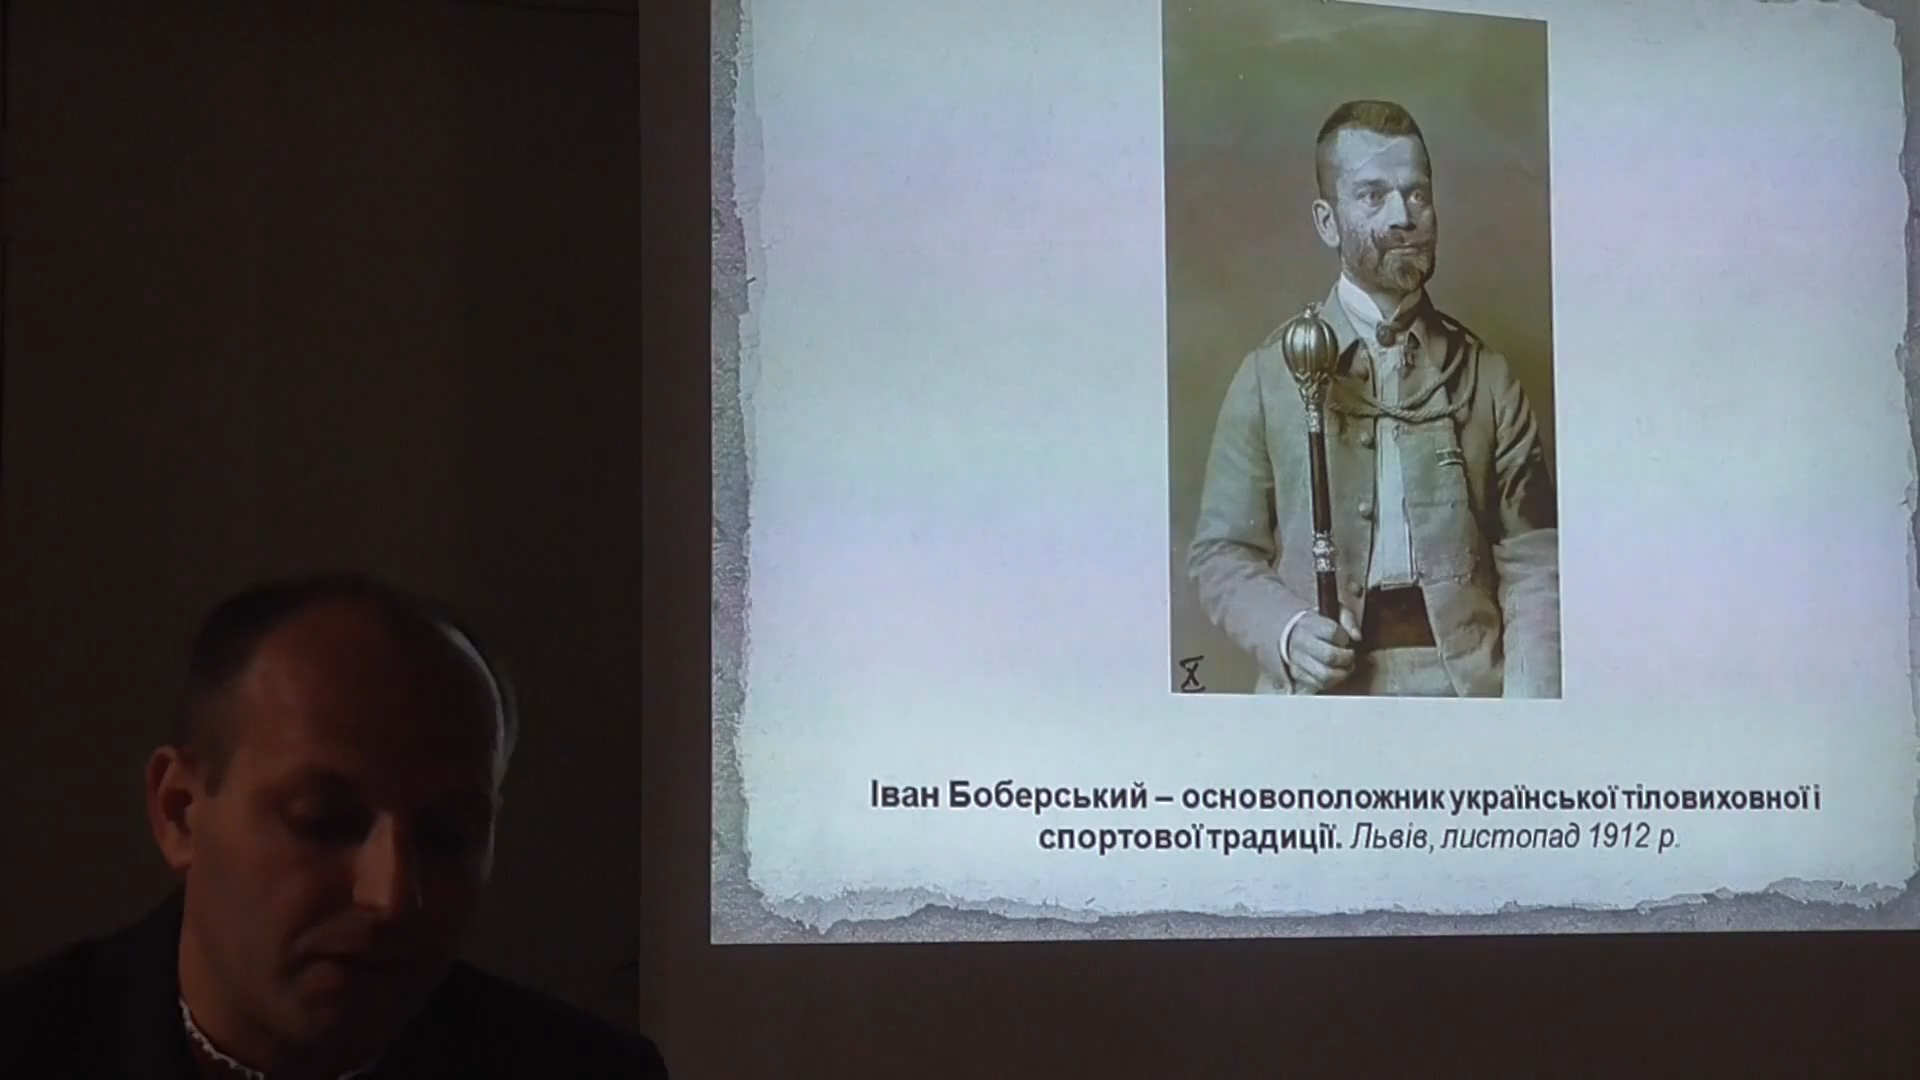 Іван Боберський – основоположник української тіловиховної і
спортової традиції. Львів, листопад 1912 р.